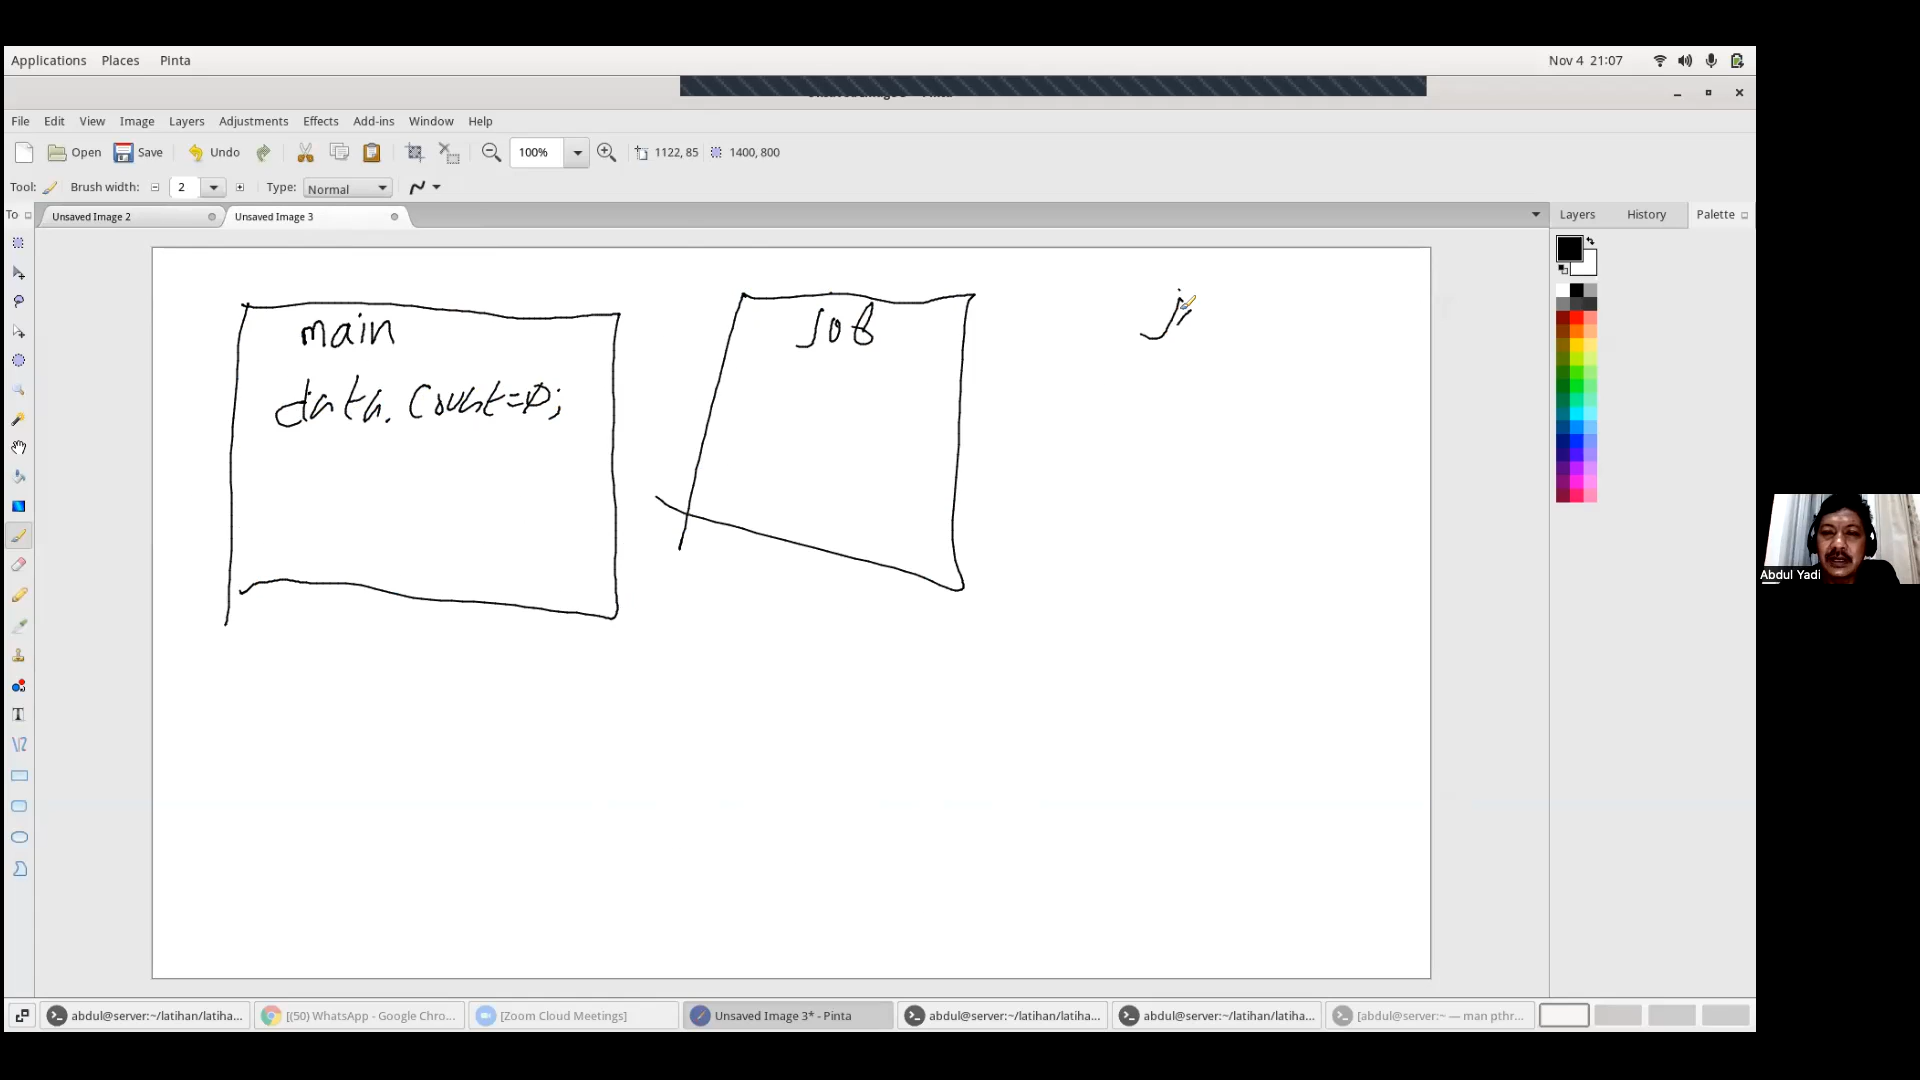 Applications Places Pinta Nov 4 21:07
File Edit View Image Layers Adjustments Effects Add-ins Window Help
Open Save Undo 100% 1122, 85 1400, 800
Tool: Brush width: 2 Type: Normal
To Unsaved Image 2 Unsaved Image 3 Layers History Palette
main
data.Count=0;
Job
Abdul Yadi
abdul@server:~/latihan/latiha... [(50) WhatsApp - Google Chro... [Zoom Cloud Meetings] Unsaved Image 3* - Pinta abdul@server:~/latihan/latiha... abdul@server:~/latihan/latiha... [abdul@server:~ — man pthr...